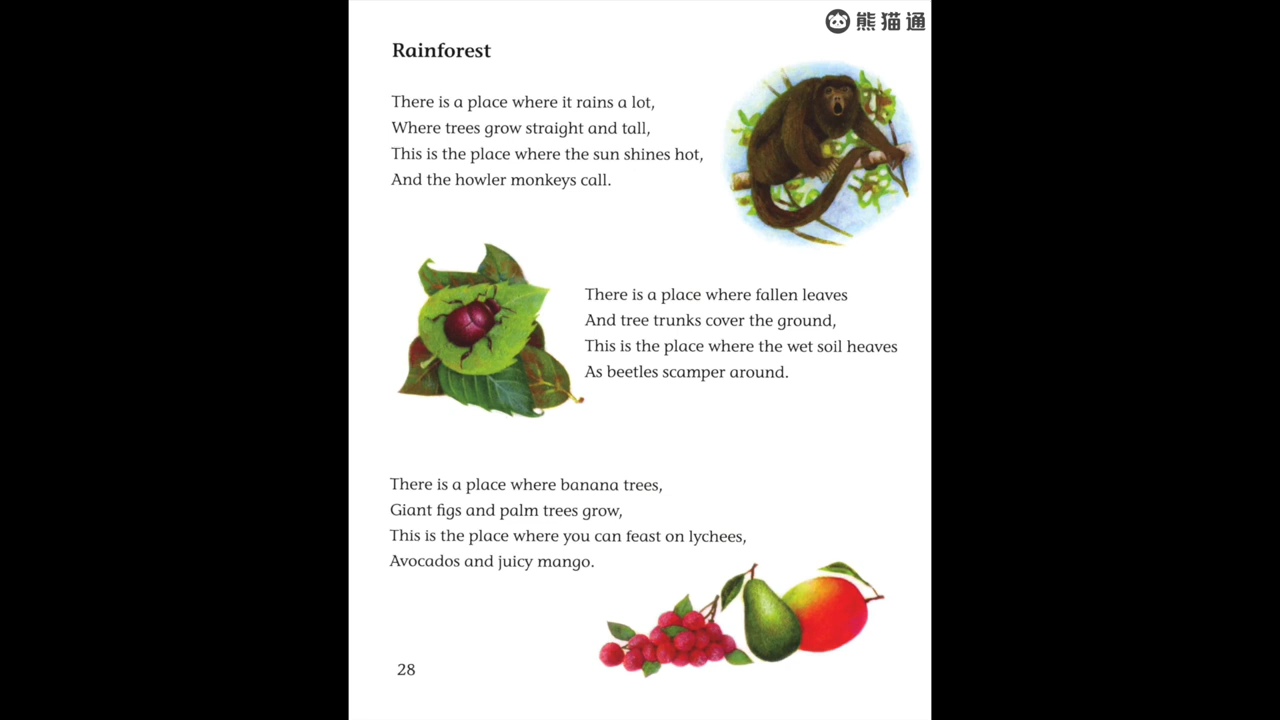 熊猫通
Rainforest
There is a place where it rains a lot,
Where trees grow straight and tall,
This is the place where the sun shines hot,
And the howler monkeys call.
There is a place where fallen leaves
And tree trunks cover the ground,
This is the place where the wet soil heaves
As beetles scamper around.
There is a place where banana trees,
Giant figs and palm trees grow,
This is the place where you can feast on lychees,
Avocados and juicy mango.
28